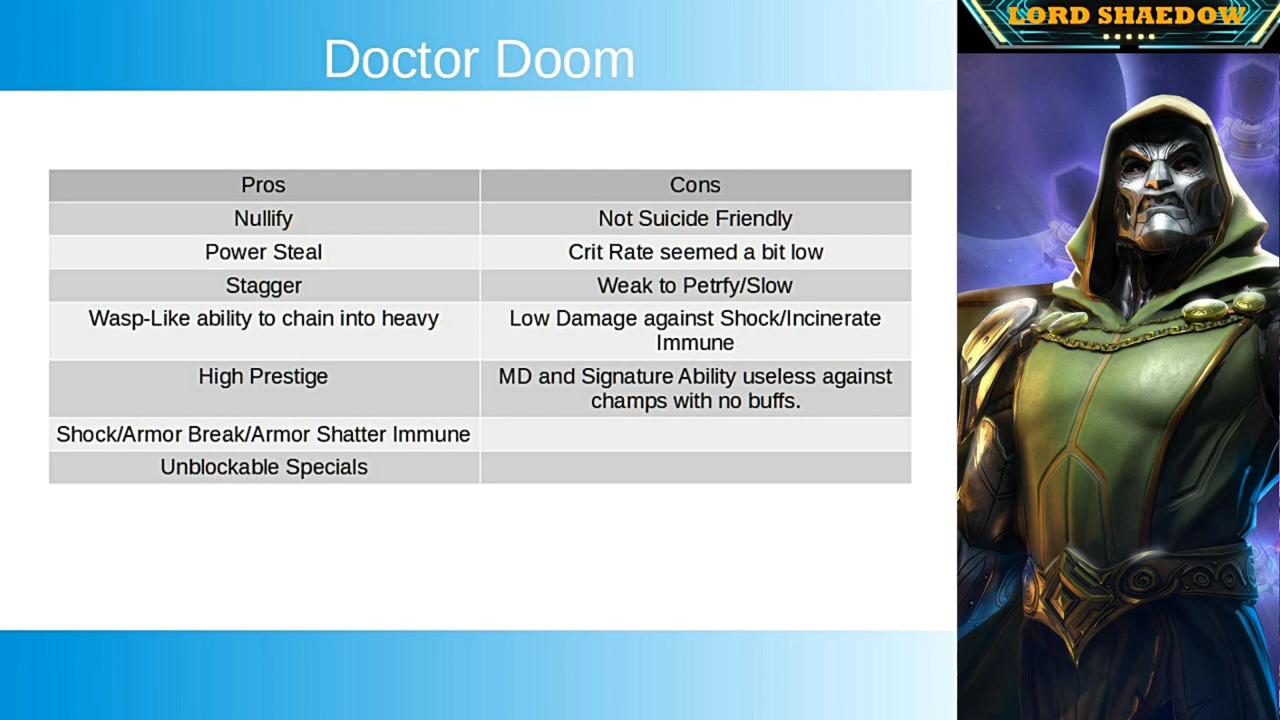 Doctor Doom
LORD SHAEDOW
Pros Cons
Nullify Not Suicide Friendly
Power Steal Crit Rate seemed a bit low
Stagger Weak to Petrfy/Slow
Wasp-Like ability to chain into heavy Low Damage against Shock/Incinerate
Immune
High Prestige MD and Signature Ability useless against
champs with no buffs.
Shock/Armor Break/Armor Shatter Immune
Unblockable Specials